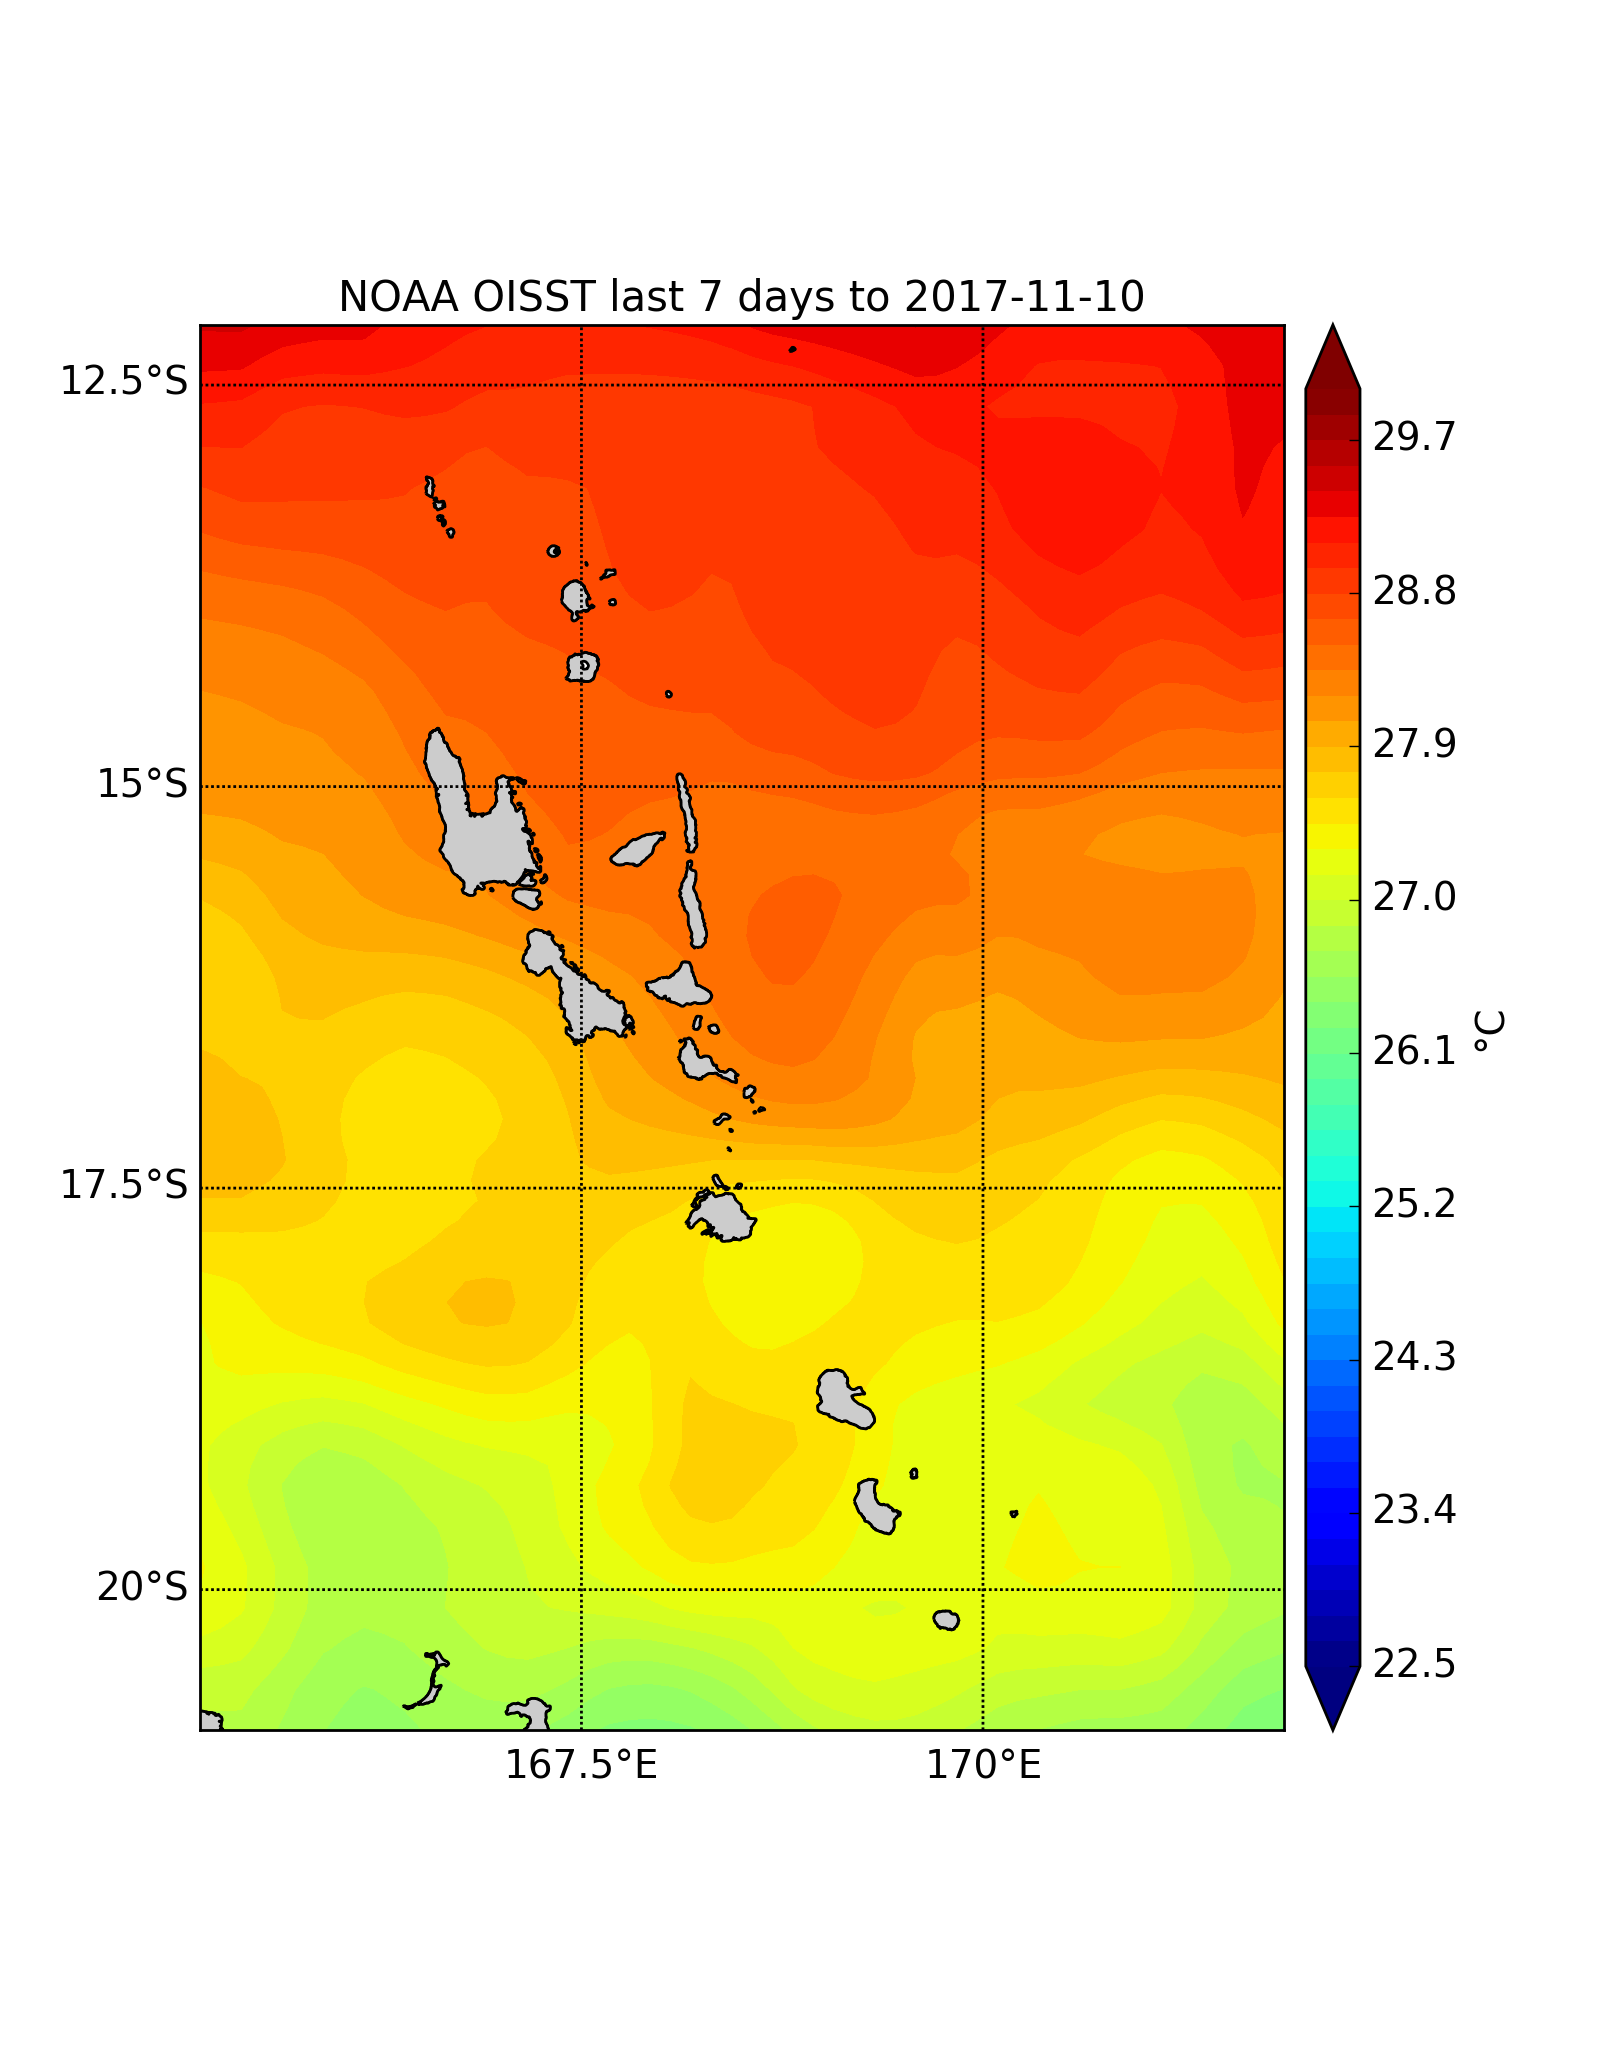 NOAA OISST last 7 days to 2017-11-10
12.5°S
15°S
17.5°S
20°S
167.5°E
170°E
29.7
28.8
27.9
27.0
26.1
25.2
24.3
23.4
22.5
°C